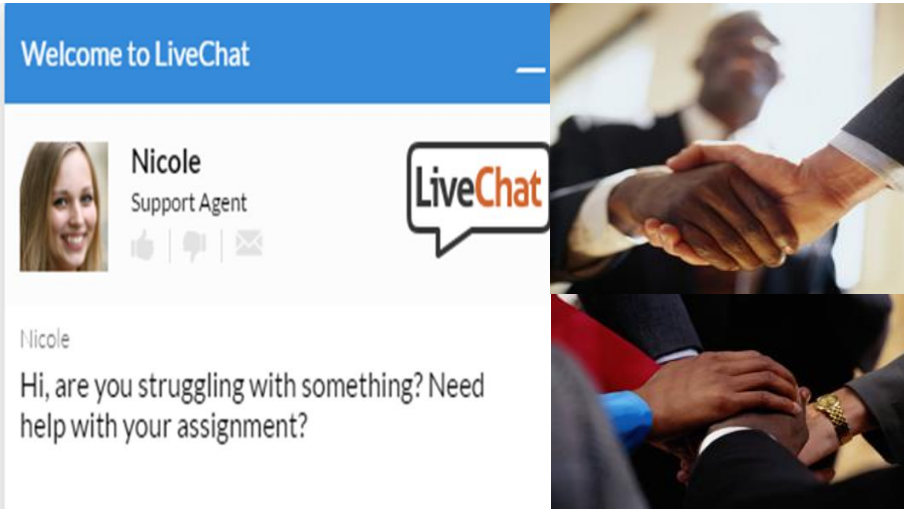 Welcome to LiveChat
Nicole
Support Agent
LiveChat
Nicole
Hi, are you struggling with something? Need
help with your assignment?